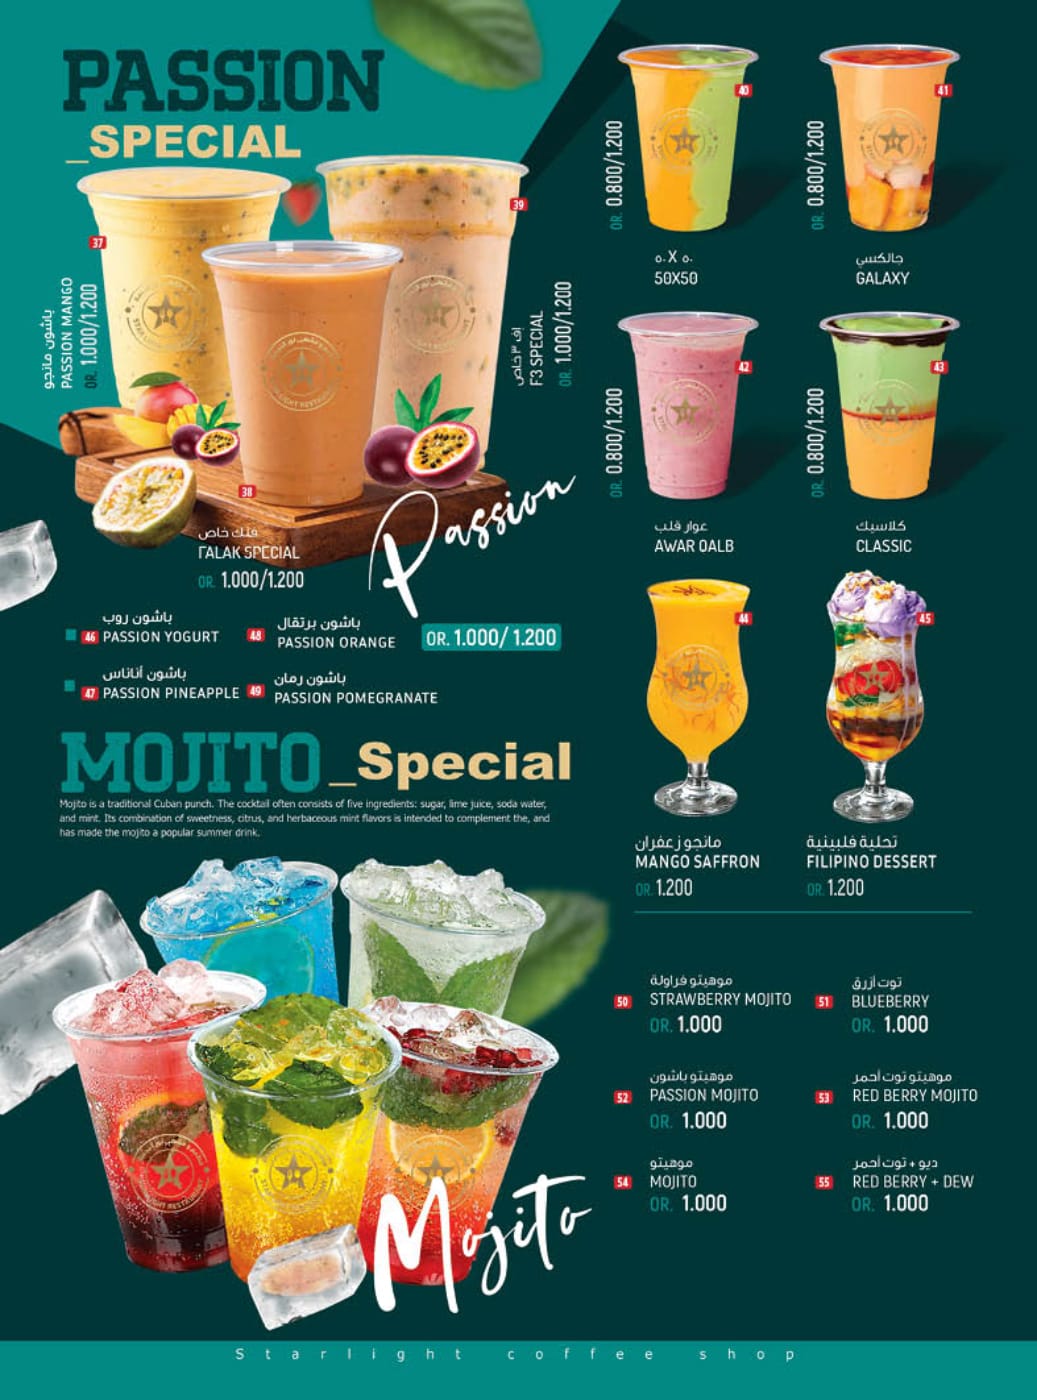 PASSION
_SPECIAL
37
باشون مانجو
PASSION MANGO
OR. 1.000/1.200
39
اف ٣ خاص
F3 SPECIAL
OR. 1.000/1.200
38
فلك خاص
FALAK SPECIAL
OR. 1.000/1.200
Passion
باشون روب
46 PASSION YOGURT
باشون برتقال
48 PASSION ORANGE
OR. 1.000/ 1.200
باشون أناناس
47 PASSION PINEAPPLE
باشون رمان
49 PASSION POMEGRANATE
40
OR. 0.800/1.200
٥٠X٥٠
50X50
41
OR. 0.800/1.200
جالكسي
GALAXY
42
OR. 0.800/1.200
عوار قلب
AWAR QALB
43
OR. 0.800/1.200
كلاسيك
CLASSIC
44
مانجو زعفران
MANGO SAFFRON
OR. 1.200
45
تحلية فلبينية
FILIPINO DESSERT
OR. 1.200
MOJITO_Special
Mojito is a traditional Cuban punch. The cocktail often consists of five ingredients: sugar, lime juice, soda water,
and mint. Its combination of sweetness, citrus, and herbaceous mint flavors is intended to complement the, and
has made the mojito a popular summer drink.
Mojito
موهيتو فراولة
50 STRAWBERRY MOJITO
OR. 1.000
توت أزرق
51 BLUEBERRY
OR. 1.000
موهيتو باشون
52 PASSION MOJITO
OR. 1.000
موهيتو توت أحمر
53 RED BERRY MOJITO
OR. 1.000
موهيتو
54 MOJITO
OR. 1.000
ديو + توت أحمر
55 RED BERRY + DEW
OR. 1.000
Starlight coffee shop